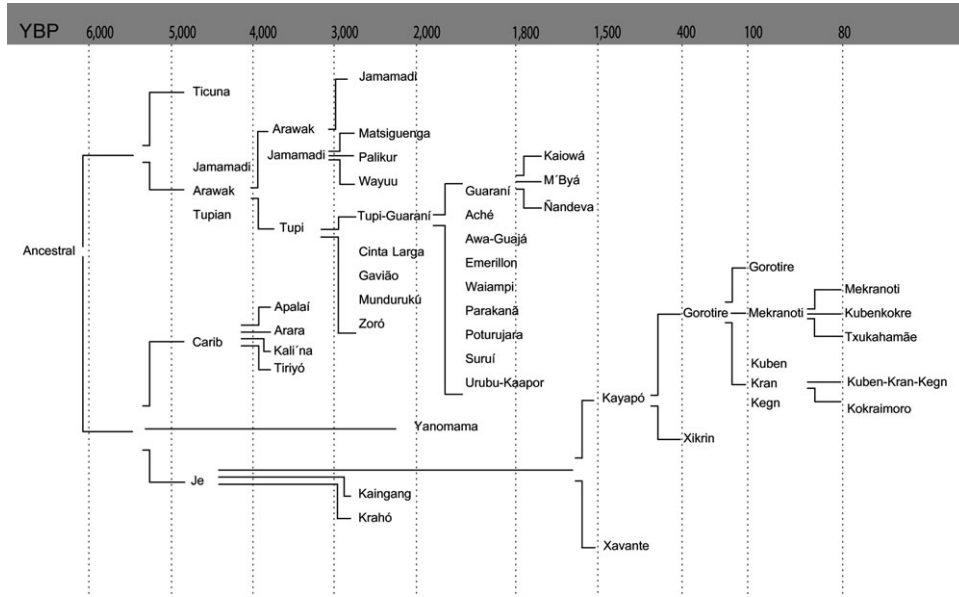 YBP 6,000 5,000 4,000 3,000 2,000 1,800 1,500 400 100 80
Jamamadi
Ticuna
Arawak
Matsiguenga
Jamamadi
Palikur
Kaiowá
Jamamadi
M´Byá
Wayuu
Arawak
Guaraní
Ñandeva
Tupian
Tupi-Guaraní
Aché
Tupi
Awa-Guajá
Ancestral
Cinta Larga
Emerillon
Gavião
Waiampi
Gorotire
Mundurukú
Parakanã
Mekranoti
Apalaí
Zoró
Poturujara
Gorotire
Mekranoti
Kubenkokre
Arara
Suruí
Txukahamãe
Carib
Kali´na
Tiriyó
Urubu-Kaapor
Kuben
Kran
Kuben-Kran-Kegn
Kayapó
Kegn
Kokraimoro
Yanomama
Xikrin
Je
Kaingang
Krahó
Xavante